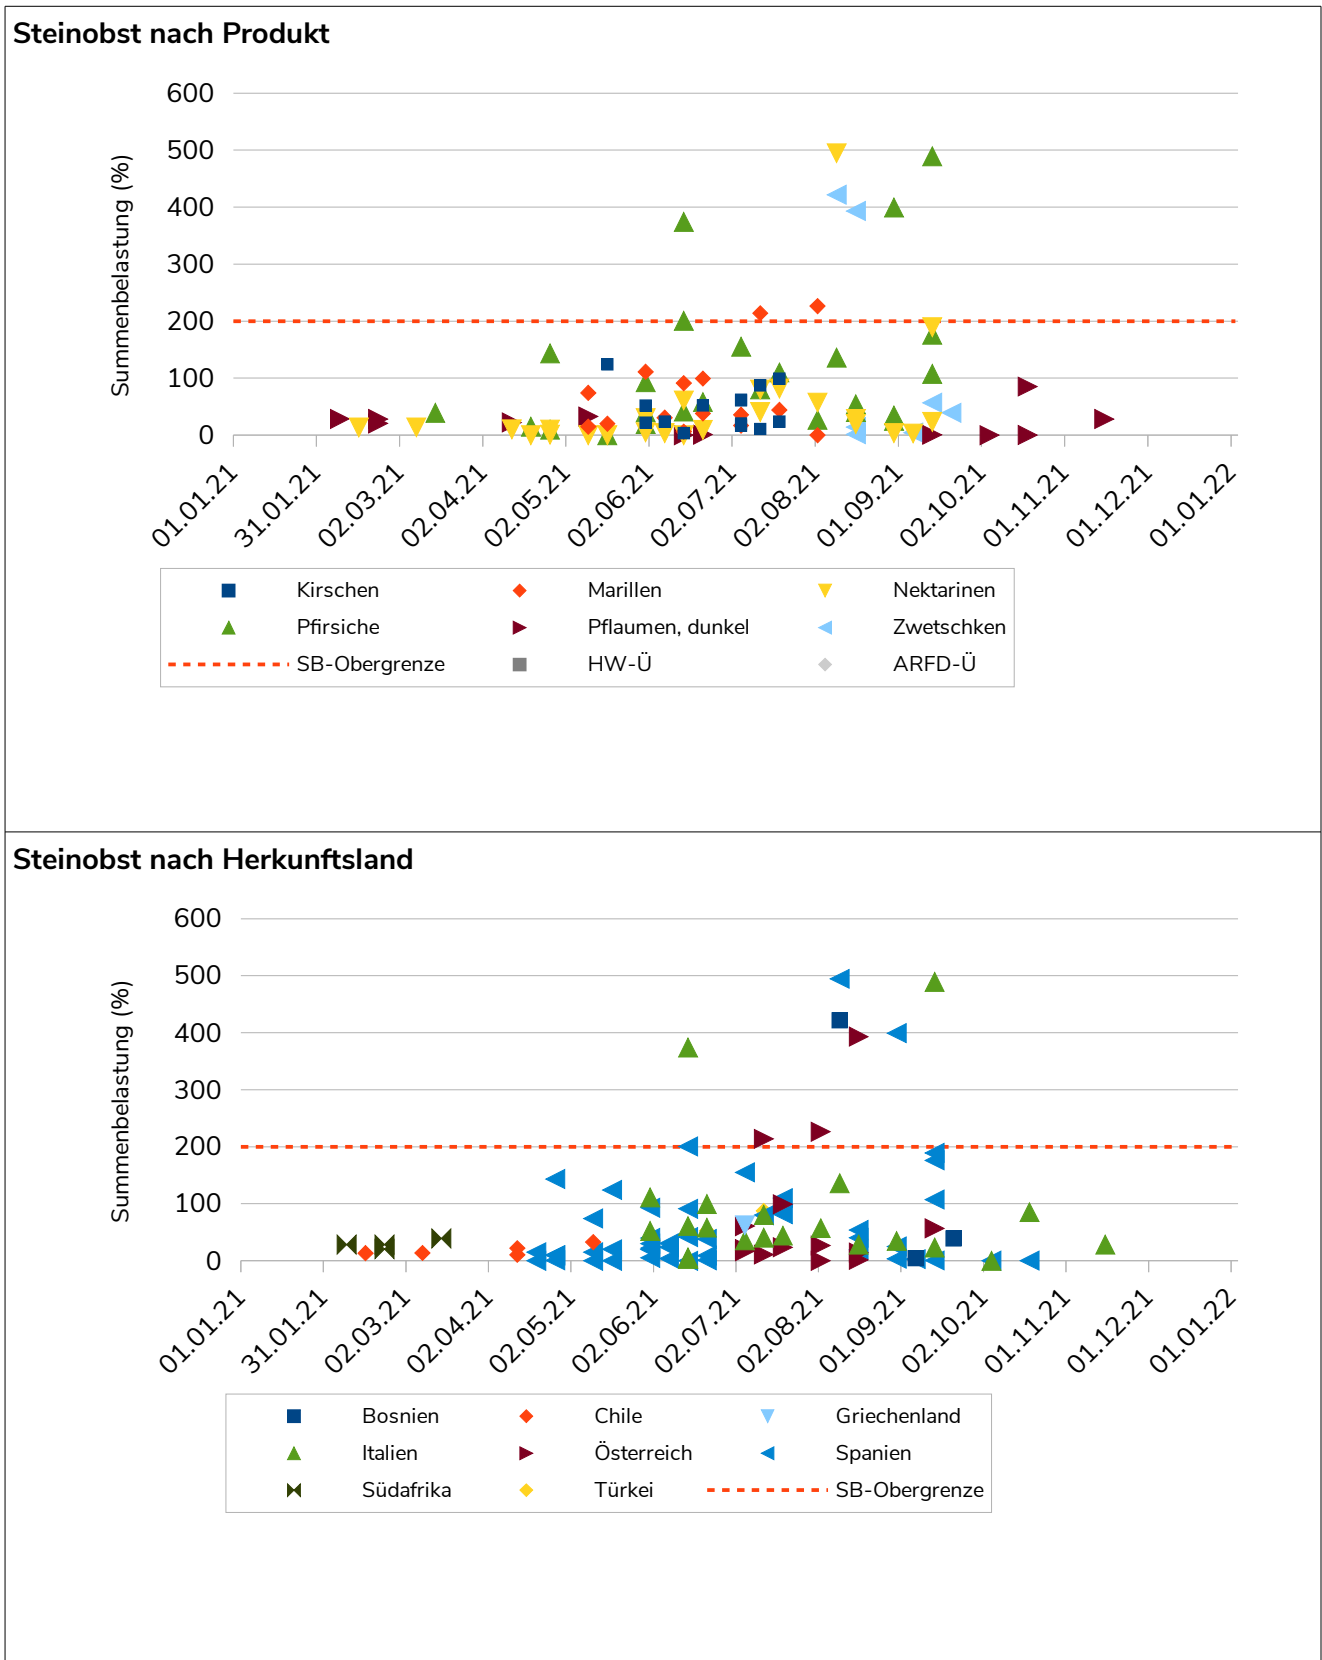 Steinobst nach Produkt
600
500
400
300
200
100
0
Summenbelastung (%)
01.01.21 31.01.21 02.03.21 02.04.21 02.05.21 02.06.21 02.07.21 02.08.21 01.09.21 02.10.21 01.11.21 01.12.21 01.01.22
Kirschen Marillen Nektarinen
Pfirsiche Pflaumen, dunkel Zwetschken
SB-Obergrenze HW-Ü ARFD-Ü
Steinobst nach Herkunftsland
600
500
400
300
200
100
0
Summenbelastung (%)
01.01.21 31.01.21 02.03.21 02.04.21 02.05.21 02.06.21 02.07.21 02.08.21 01.09.21 02.10.21 01.11.21 01.12.21 01.01.22
Bosnien Chile Griechenland
Italien Österreich Spanien
Südafrika Türkei SB-Obergrenze